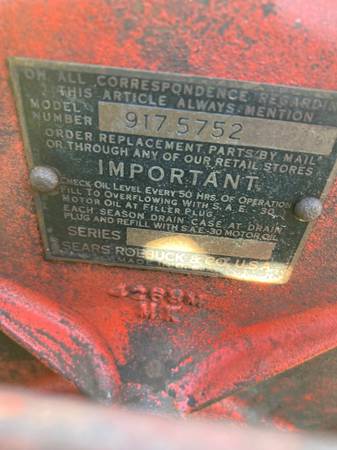 ON ALL CORRESPONDENCE REGARDING
THIS ARTICLE ALWAYS MENTION
MODEL
NUMBER 917 5752
ORDER REPLACEMENT PARTS BY MAIL
OR THROUGH ANY OF OUR RETAIL STORES
IMPORTANT
CHECK OIL LEVEL EVERY 50 HRS. OF OPERATION
FILL TO OVERFLOWING WITH S.A.E-30
MOTOR OIL AT FILLER PLUG.
EACH SEASON DRAIN CASE AT DRAIN
PLUG AND REFILL WITH S.A.E-30 MOTOR OIL
SERIES
SEARS ROEBUCK & CO. U.S.A.